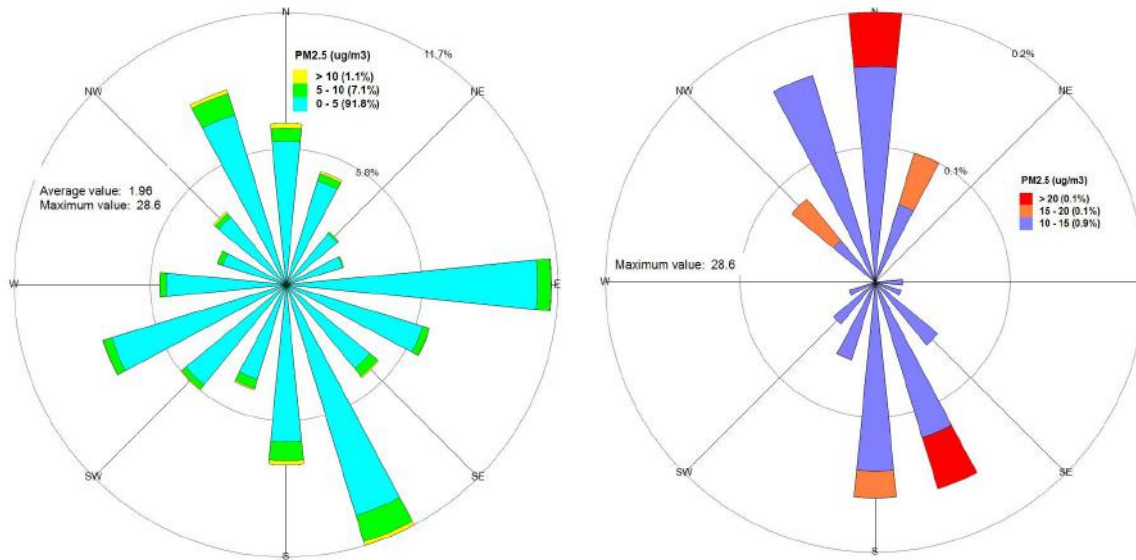 N
11.7%
PM2.5 (ug/m3)
> 10 (1.1%)
5 - 10 (7.1%)
0 - 5 (91.8%)
NW
NE
5.8%
Average value: 1.96
Maximum value: 28.6
W
E
SW
SE
S
N
0.2%
NW
NE
0.1%
PM2.5 (ug/m3)
> 20 (0.1%)
15 - 20 (0.1%)
10 - 15 (0.9%)
Maximum value: 28.6
W
SW
SE
S